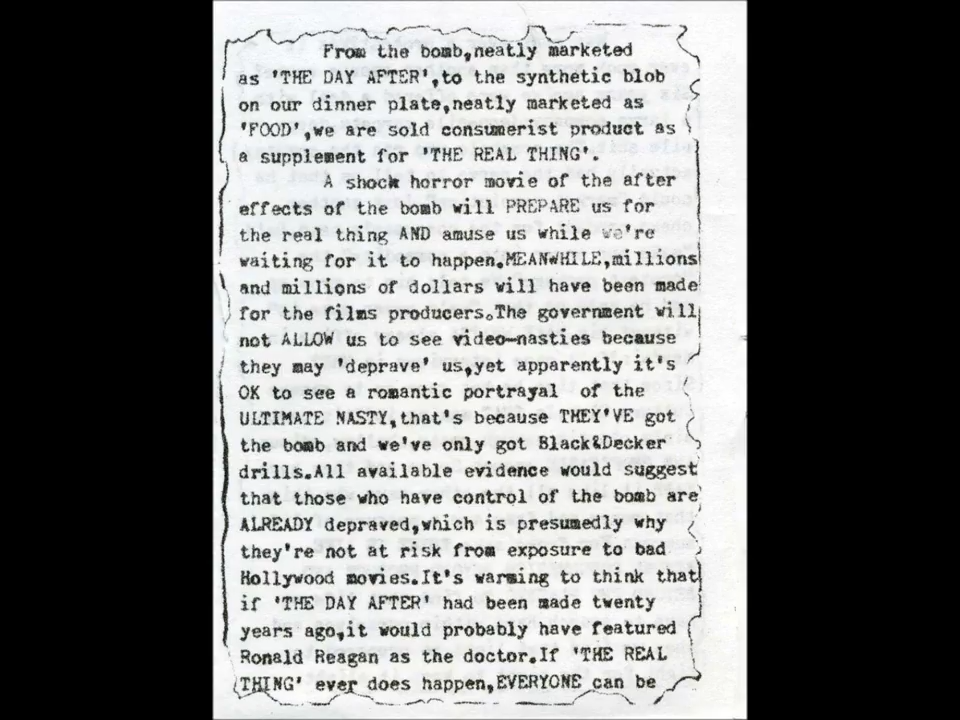 From the bomb,neatly marketed
as 'THE DAY AFTER',to the synthetic blob
on our dinner plate,neatly marketed as
'FOOD',we are sold consumerist product as
a supplement for 'THE REAL THING'.
A shock horror movie of the after
effects of the bomb will PREPARE us for
the real thing AND amuse us while we're
waiting for it to happen.MEANWHILE,millions
and millions of dollars will have been made
for the films producers.The government will
not ALLOW us to see video-nasties because
they may 'deprave' us,yet apparently it's
OK to see a romantic portrayal of the
ULTIMATE NASTY,that's because THEY'VE got
the bomb and we've only got Black&Decker
drills.All available evidence would suggest
that those who have control of the bomb are
ALREADY depraved,which is presumedly why
they're not at risk from exposure to bad
Hollywood movies.It's warming to think that
if 'THE DAY AFTER' had been made twenty
years ago,it would probably have featured
Ronald Reagan as the doctor.If 'THE REAL
THING' ever does happen,EVERYONE can be